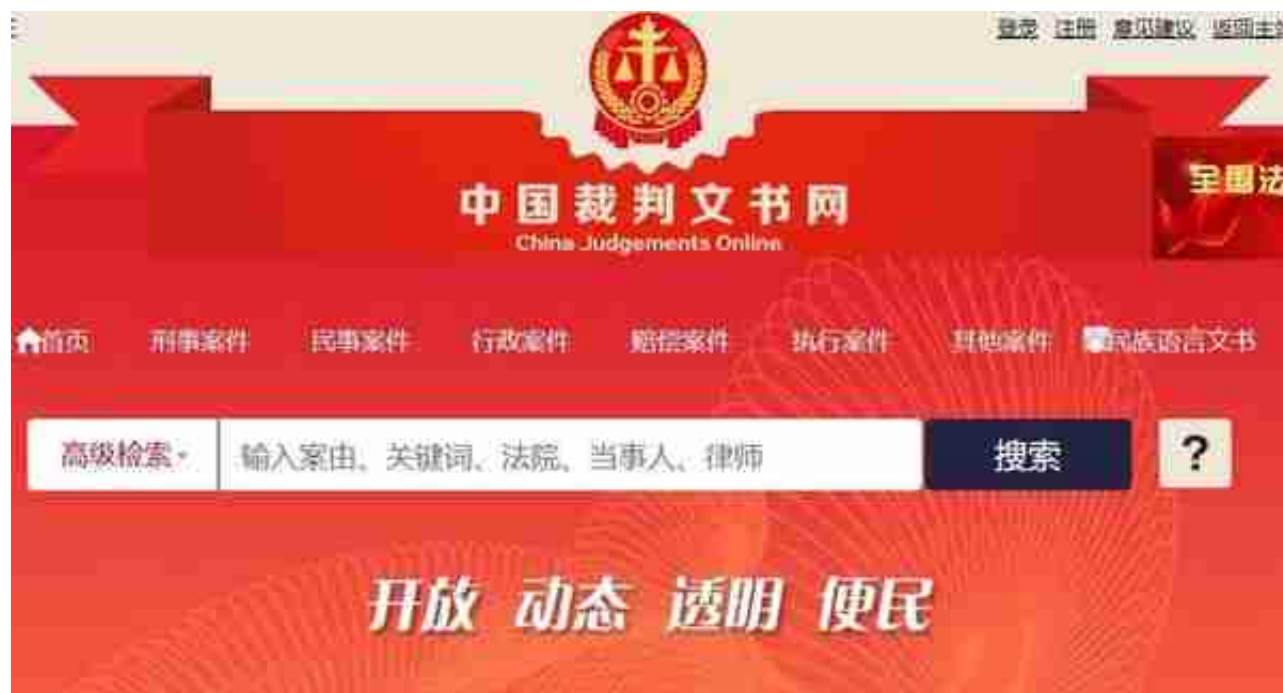 登录 注册 意见建议 返回主站
全国法
中国裁判文书网
China Judgements Online
首页 刑事案件 民事案件 行政案件 赔偿案件 执行案件 其他案件 民族语言文书
高级检索 输入案由、关键词、法院、当事人、律师 搜索 ?
开放 动态 透明 便民